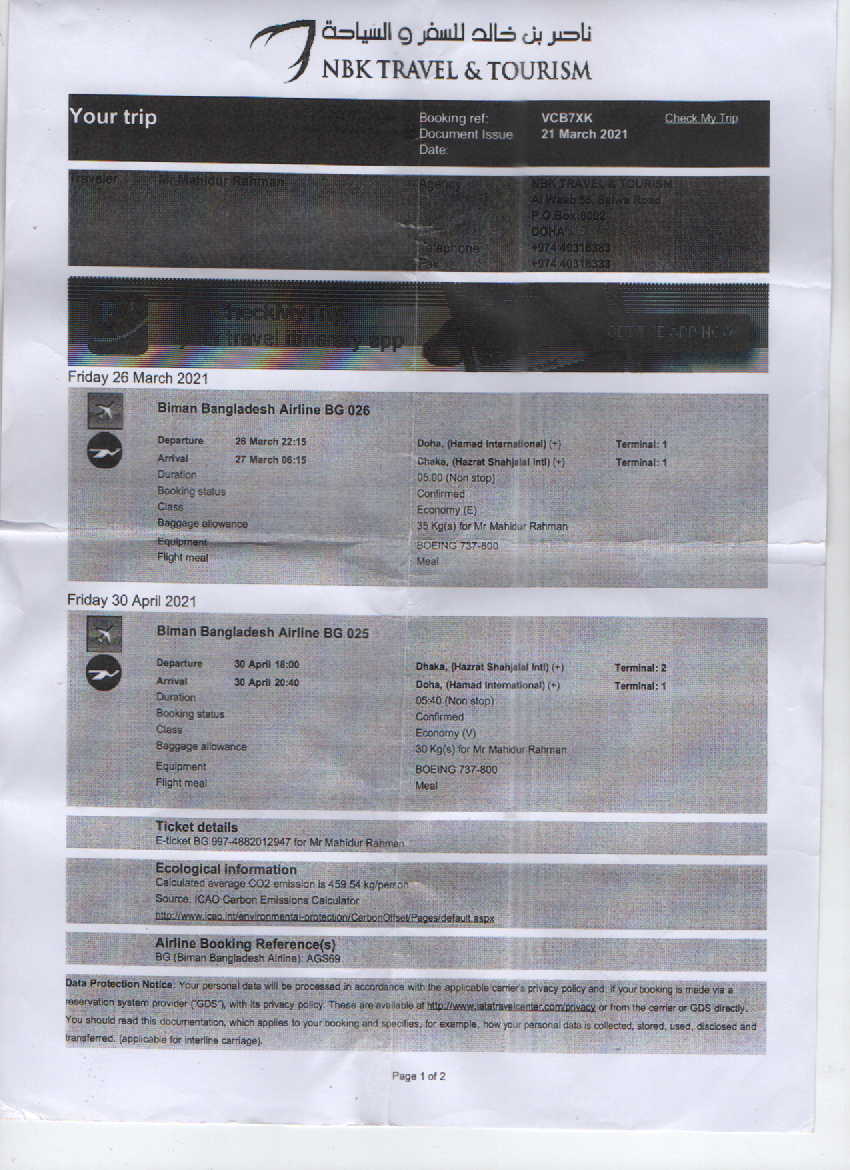 ناصر بن خالد للسفر و السياحة
NBK TRAVEL & TOURISM
Your trip
Booking ref: VCB7XK Check My Trip
Document Issue Date: 21 March 2021
Traveler Mr Mahidur Rahman Agency NBK TRAVEL & TOURISM
Al Waab 55, Salwa Road
P.O.Box:8002
DOHA
Telephone +974 40318383
Fax +974 40318333
CheckMyTrip
your travel itinerary app
GET THE APP NOW
Friday 26 March 2021
Biman Bangladesh Airline BG 026
Departure 26 March 22:15 Doha, (Hamad International) (+) Terminal: 1
Arrival 27 March 06:15 Dhaka, (Hazrat Shahjalal Intl) (+) Terminal: 1
Duration 05:00 (Non stop)
Booking status Confirmed
Class Economy (E)
Baggage allowance 35 Kg(s) for Mr Mahidur Rahman
Equipment BOEING 737-800
Flight meal Meal
Friday 30 April 2021
Biman Bangladesh Airline BG 025
Departure 30 April 18:00 Dhaka, (Hazrat Shahjalal Intl) (+) Terminal: 2
Arrival 30 April 20:40 Doha, (Hamad International) (+) Terminal: 1
Duration 05:40 (Non stop)
Booking status Confirmed
Class Economy (V)
Baggage allowance 30 Kg(s) for Mr Mahidur Rahman
Equipment BOEING 737-800
Flight meal Meal
Ticket details
E-ticket BG 997-4882012947 for Mr Mahidur Rahman
Ecological information
Calculated average CO2 emission is 459.54 kg/person
Source: ICAO Carbon Emissions Calculator
http://www.icao.int/environmental-protection/CarbonOffset/Pages/default.aspx
Airline Booking Reference(s)
BG (Biman Bangladesh Airline): AGS69
Data Protection Notice: Your personal data will be processed in accordance with the applicable carrier's privacy policy and, if your booking is made via a
reservation system provider ("GDS"), with its privacy policy. These are available at http://www.iatatravelcenter.com/privacy or from the carrier or GDS directly.
You should read this documentation, which applies to your booking and specifies, for example, how your personal data is collected, stored, used, disclosed and
transferred. (applicable for interline carriage).
Page 1 of 2